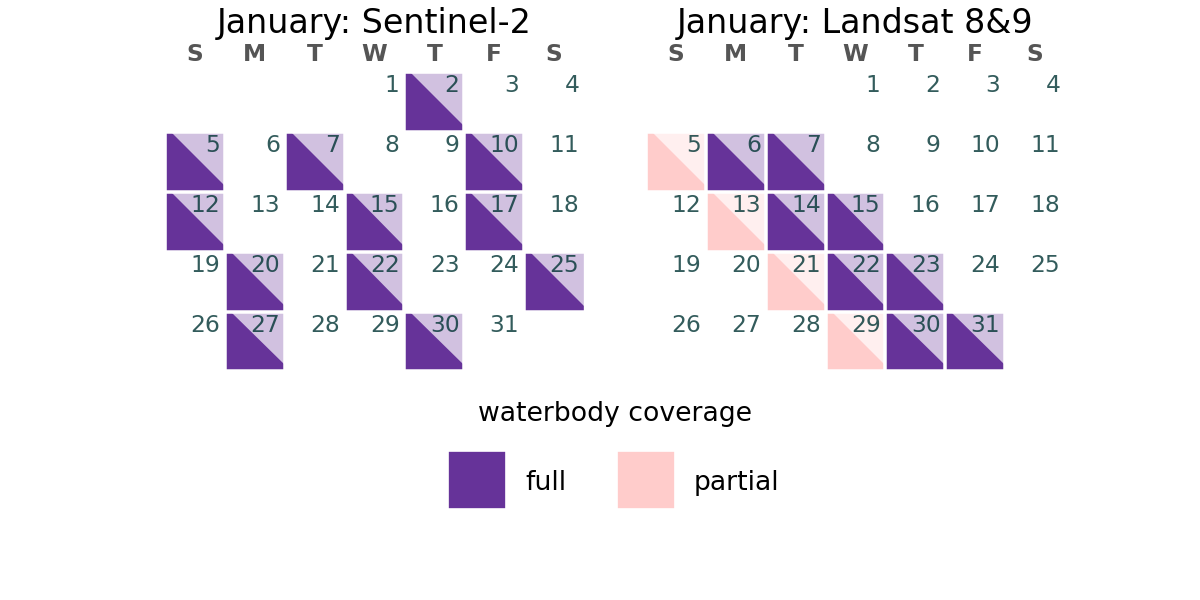 January: Sentinel-2
S M T W T F S
1 2 3 4
5 6 7 8 9 10 11
12 13 14 15 16 17 18
19 20 21 22 23 24 25
26 27 28 29 30 31
January: Landsat 8&9
S M T W T F S
1 2 3 4
5 6 7 8 9 10 11
12 13 14 15 16 17 18
19 20 21 22 23 24 25
26 27 28 29 30 31
waterbody coverage
full partial